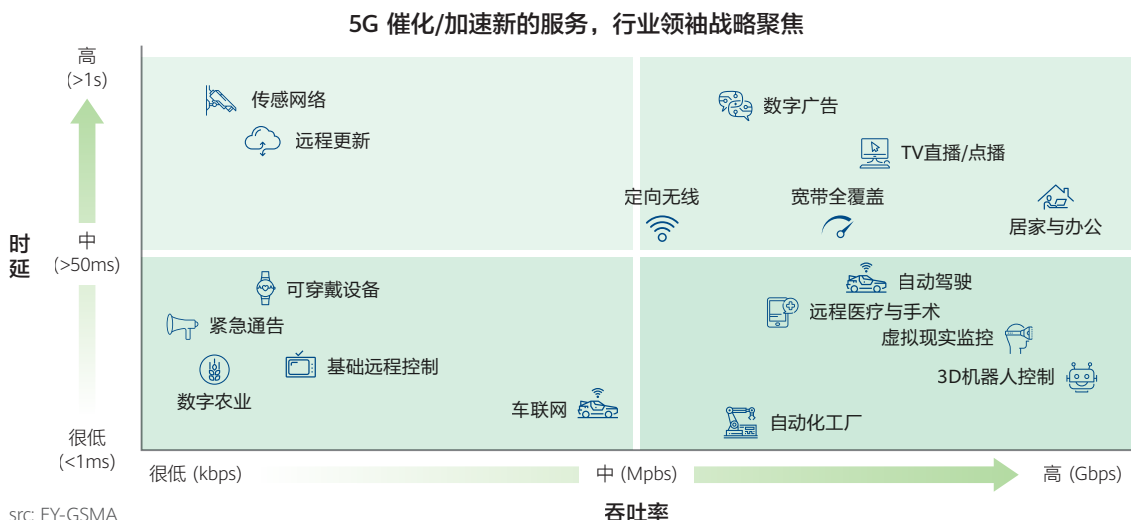 5G 催化/加速新的服务，行业领袖战略聚焦
高
(>1s)
传感网络
远程更新
数字广告
TV直播/点播
定向无线
宽带全覆盖
居家与办公
时
延
中
(>50ms)
可穿戴设备
紧急通告
基础远程控制
数字农业
车联网
自动驾驶
远程医疗与手术
虚拟现实监控
3D机器人控制
自动化工厂
很低
(<1ms)
很低 (kbps)
中 (Mpbs)
高 (Gbps)
吞吐率
src: EY-GSMA